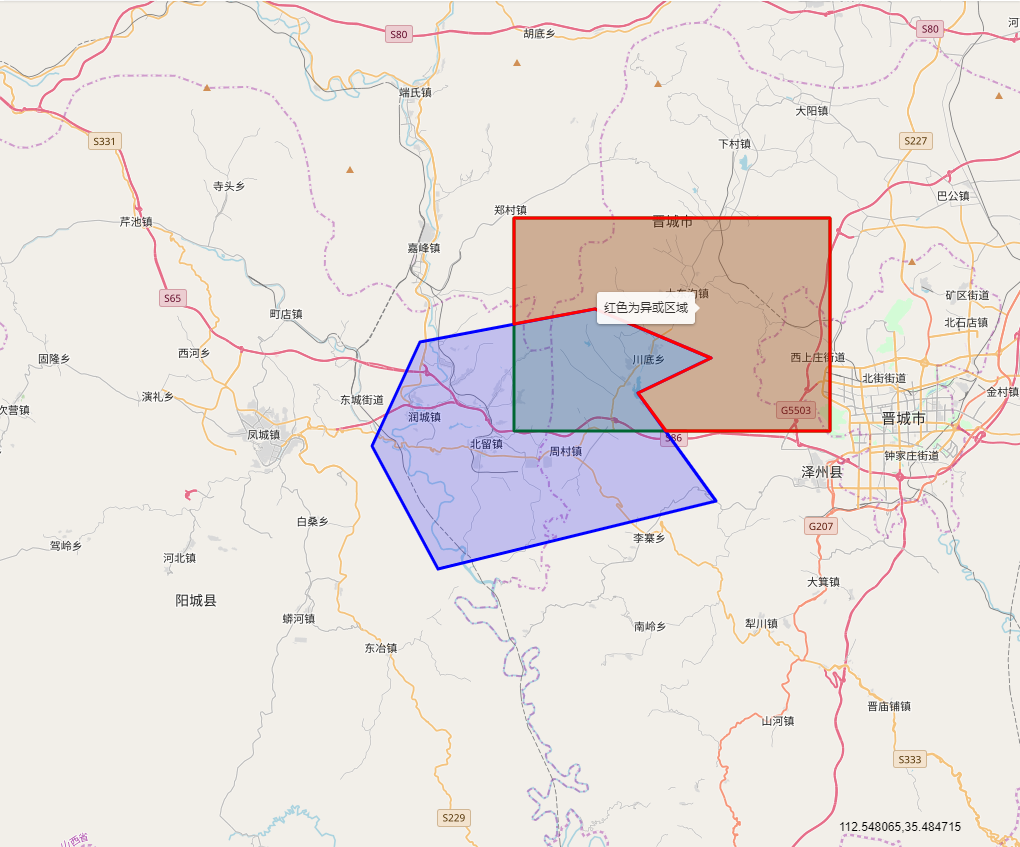 S80
胡底乡
S80
河
端氏镇
大阳镇
S331
下村镇
S227
寺头乡
巴公镇
芹池镇
郑村镇
晋城市
嘉峰镇
S65
矿区街道
町店镇
红色为异或区域
北石店镇
固隆乡
西河乡
川底乡
西上庄街道
北街街道
演礼乡
东城街道
金村镇
次营镇
润城镇
G5503
晋城市
凤城镇
北留镇
S86
周村镇
钟家庄街道
泽州县
白桑乡
G207
驾岭乡
河北镇
李寨乡
大箕镇
阳城县
蟒河镇
南岭乡
犁川镇
东冶镇
晋庙铺镇
山河镇
S333
S229
112.548065,35.484715
山西省